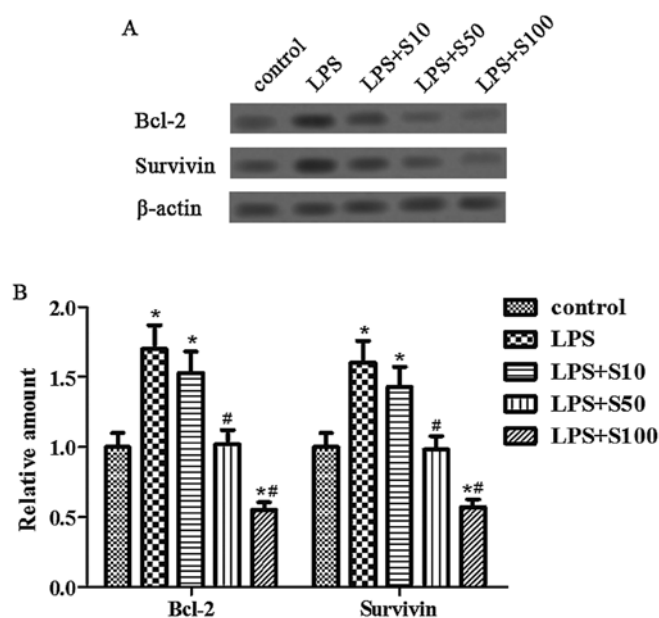 A
control LPS LPS+S10 LPS+S50 LPS+S100
Bcl-2
Survivin
β-actin
B
2.0
1.5
1.0
0.5
0.0
Relative amount
* * # *#
* * # *#
Bcl-2 Survivin
control
LPS
LPS+S10
LPS+S50
LPS+S100